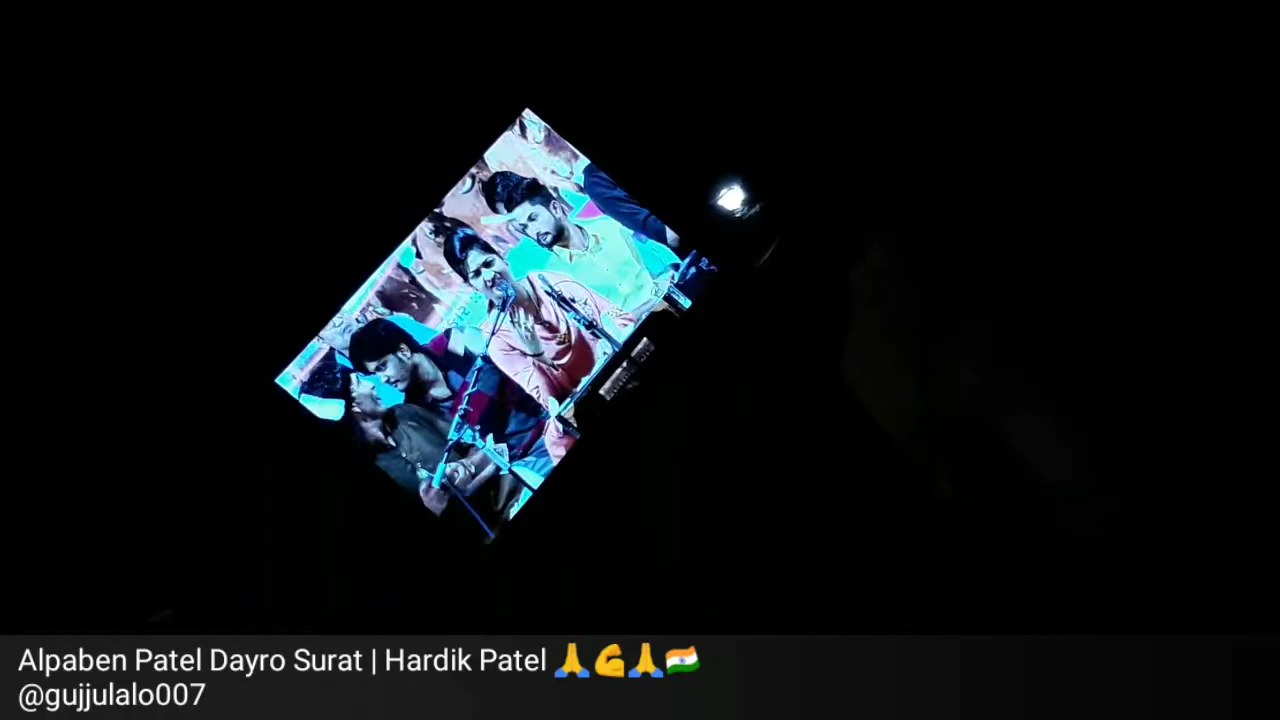 Alpaben Patel Dayro Surat | Hardik Patel 🙏💪🙏🇮🇳
@gujjulalo007